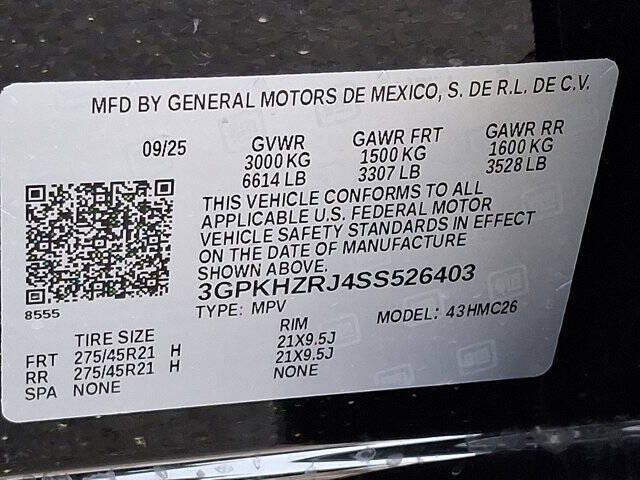 MFD BY GENERAL MOTORS DE MEXICO, S. DE R.L. DE C.V.
09/25 GVWR GAWR FRT GAWR RR
3000 KG 1500 KG 1600 KG
6614 LB 3307 LB 3528 LB
THIS VEHICLE CONFORMS TO ALL
APPLICABLE U.S. FEDERAL MOTOR
VEHICLE SAFETY STANDARDS IN EFFECT
ON THE DATE OF MANUFACTURE
SHOWN ABOVE.
3GPKHZRJ4SS526403
8555
TYPE: MPV MODEL: 43HMC26
TIRE SIZE RIM
FRT 275/45R21 H 21X9.5J
RR 275/45R21 H 21X9.5J
SPA NONE NONE